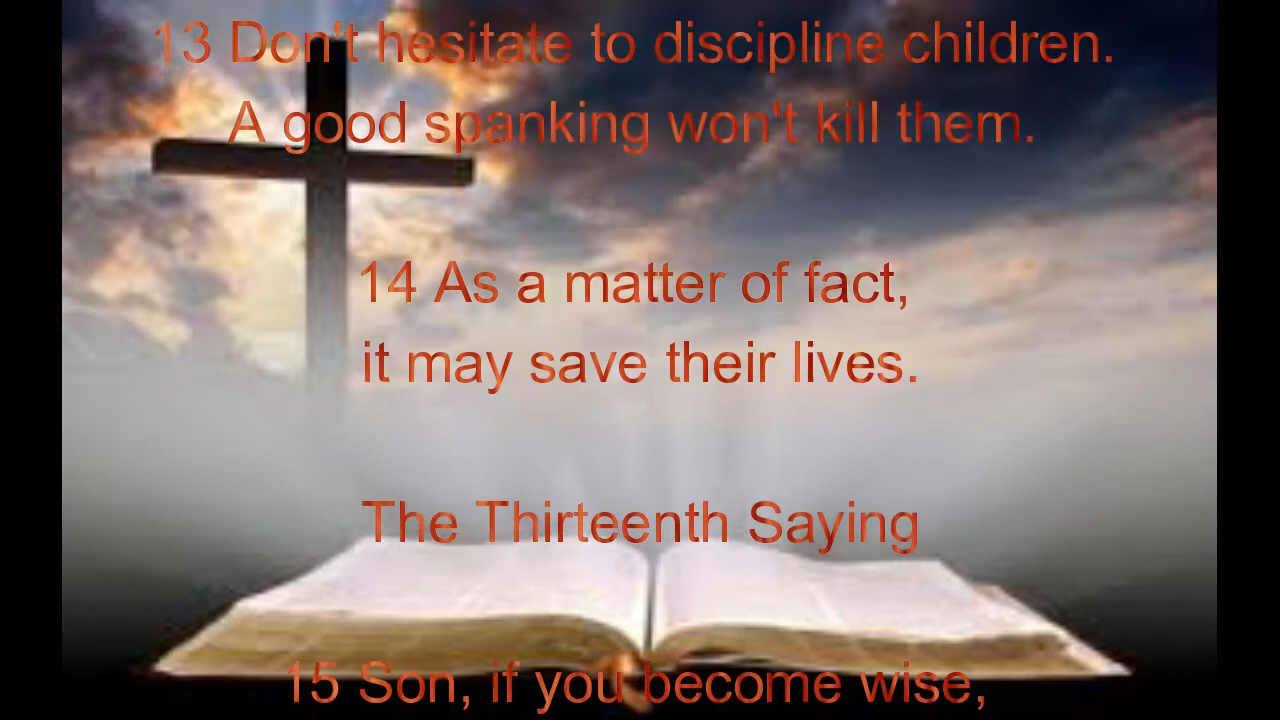 13 Don't hesitate to discipline children.
A good spanking won't kill them.
14 As a matter of fact,
it may save their lives.
The Thirteenth Saying
15 Son, if you become wise,